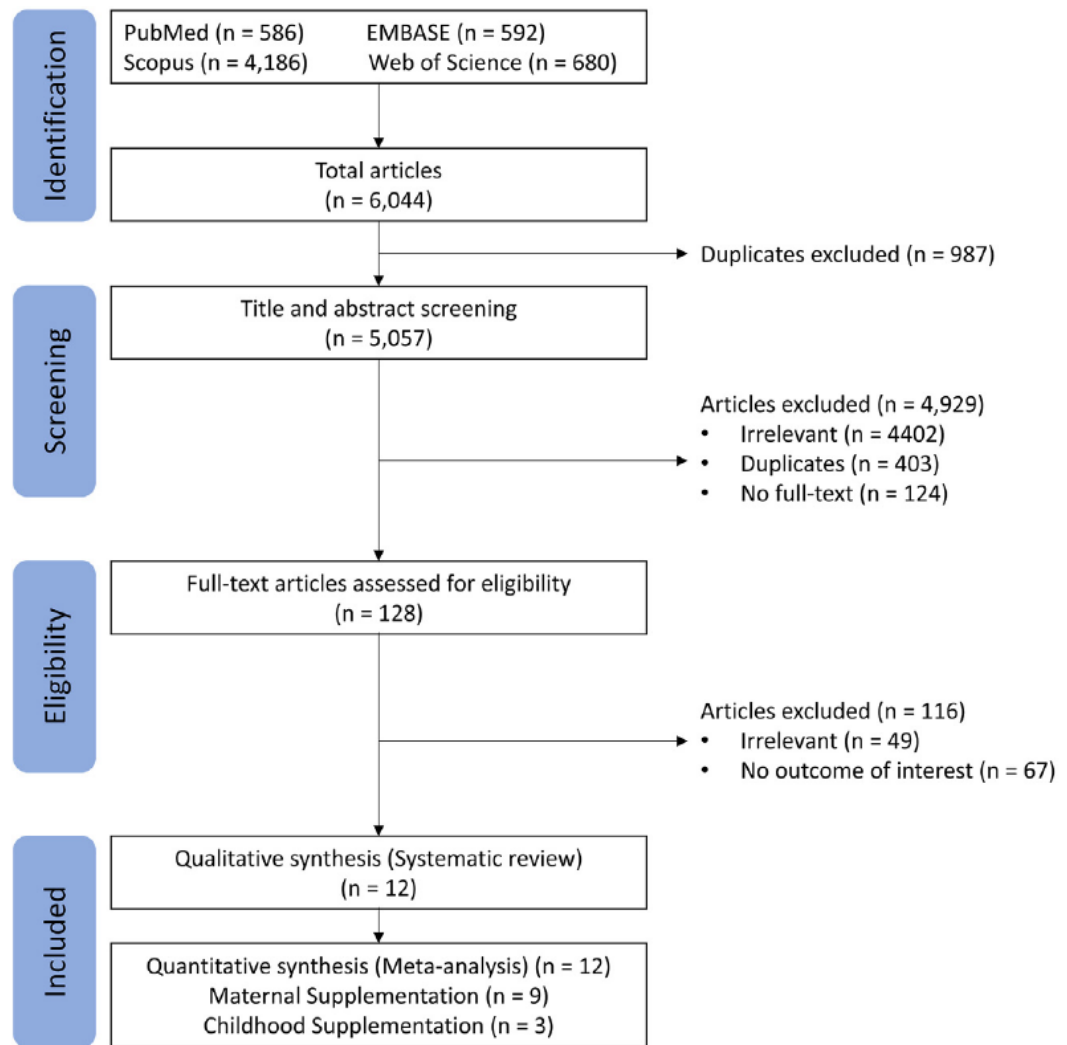 Identification
PubMed (n = 586) EMBASE (n = 592)
Scopus (n = 4,186) Web of Science (n = 680)
Total articles
(n = 6,044)
Duplicates excluded (n = 987)
Screening
Title and abstract screening
(n = 5,057)
Articles excluded (n = 4,929)
• Irrelevant (n = 4402)
• Duplicates (n = 403)
• No full-text (n = 124)
Eligibility
Full-text articles assessed for eligibility
(n = 128)
Articles excluded (n = 116)
• Irrelevant (n = 49)
• No outcome of interest (n = 67)
Included
Qualitative synthesis (Systematic review)
(n = 12)
Quantitative synthesis (Meta-analysis) (n = 12)
Maternal Supplementation (n = 9)
Childhood Supplementation (n = 3)